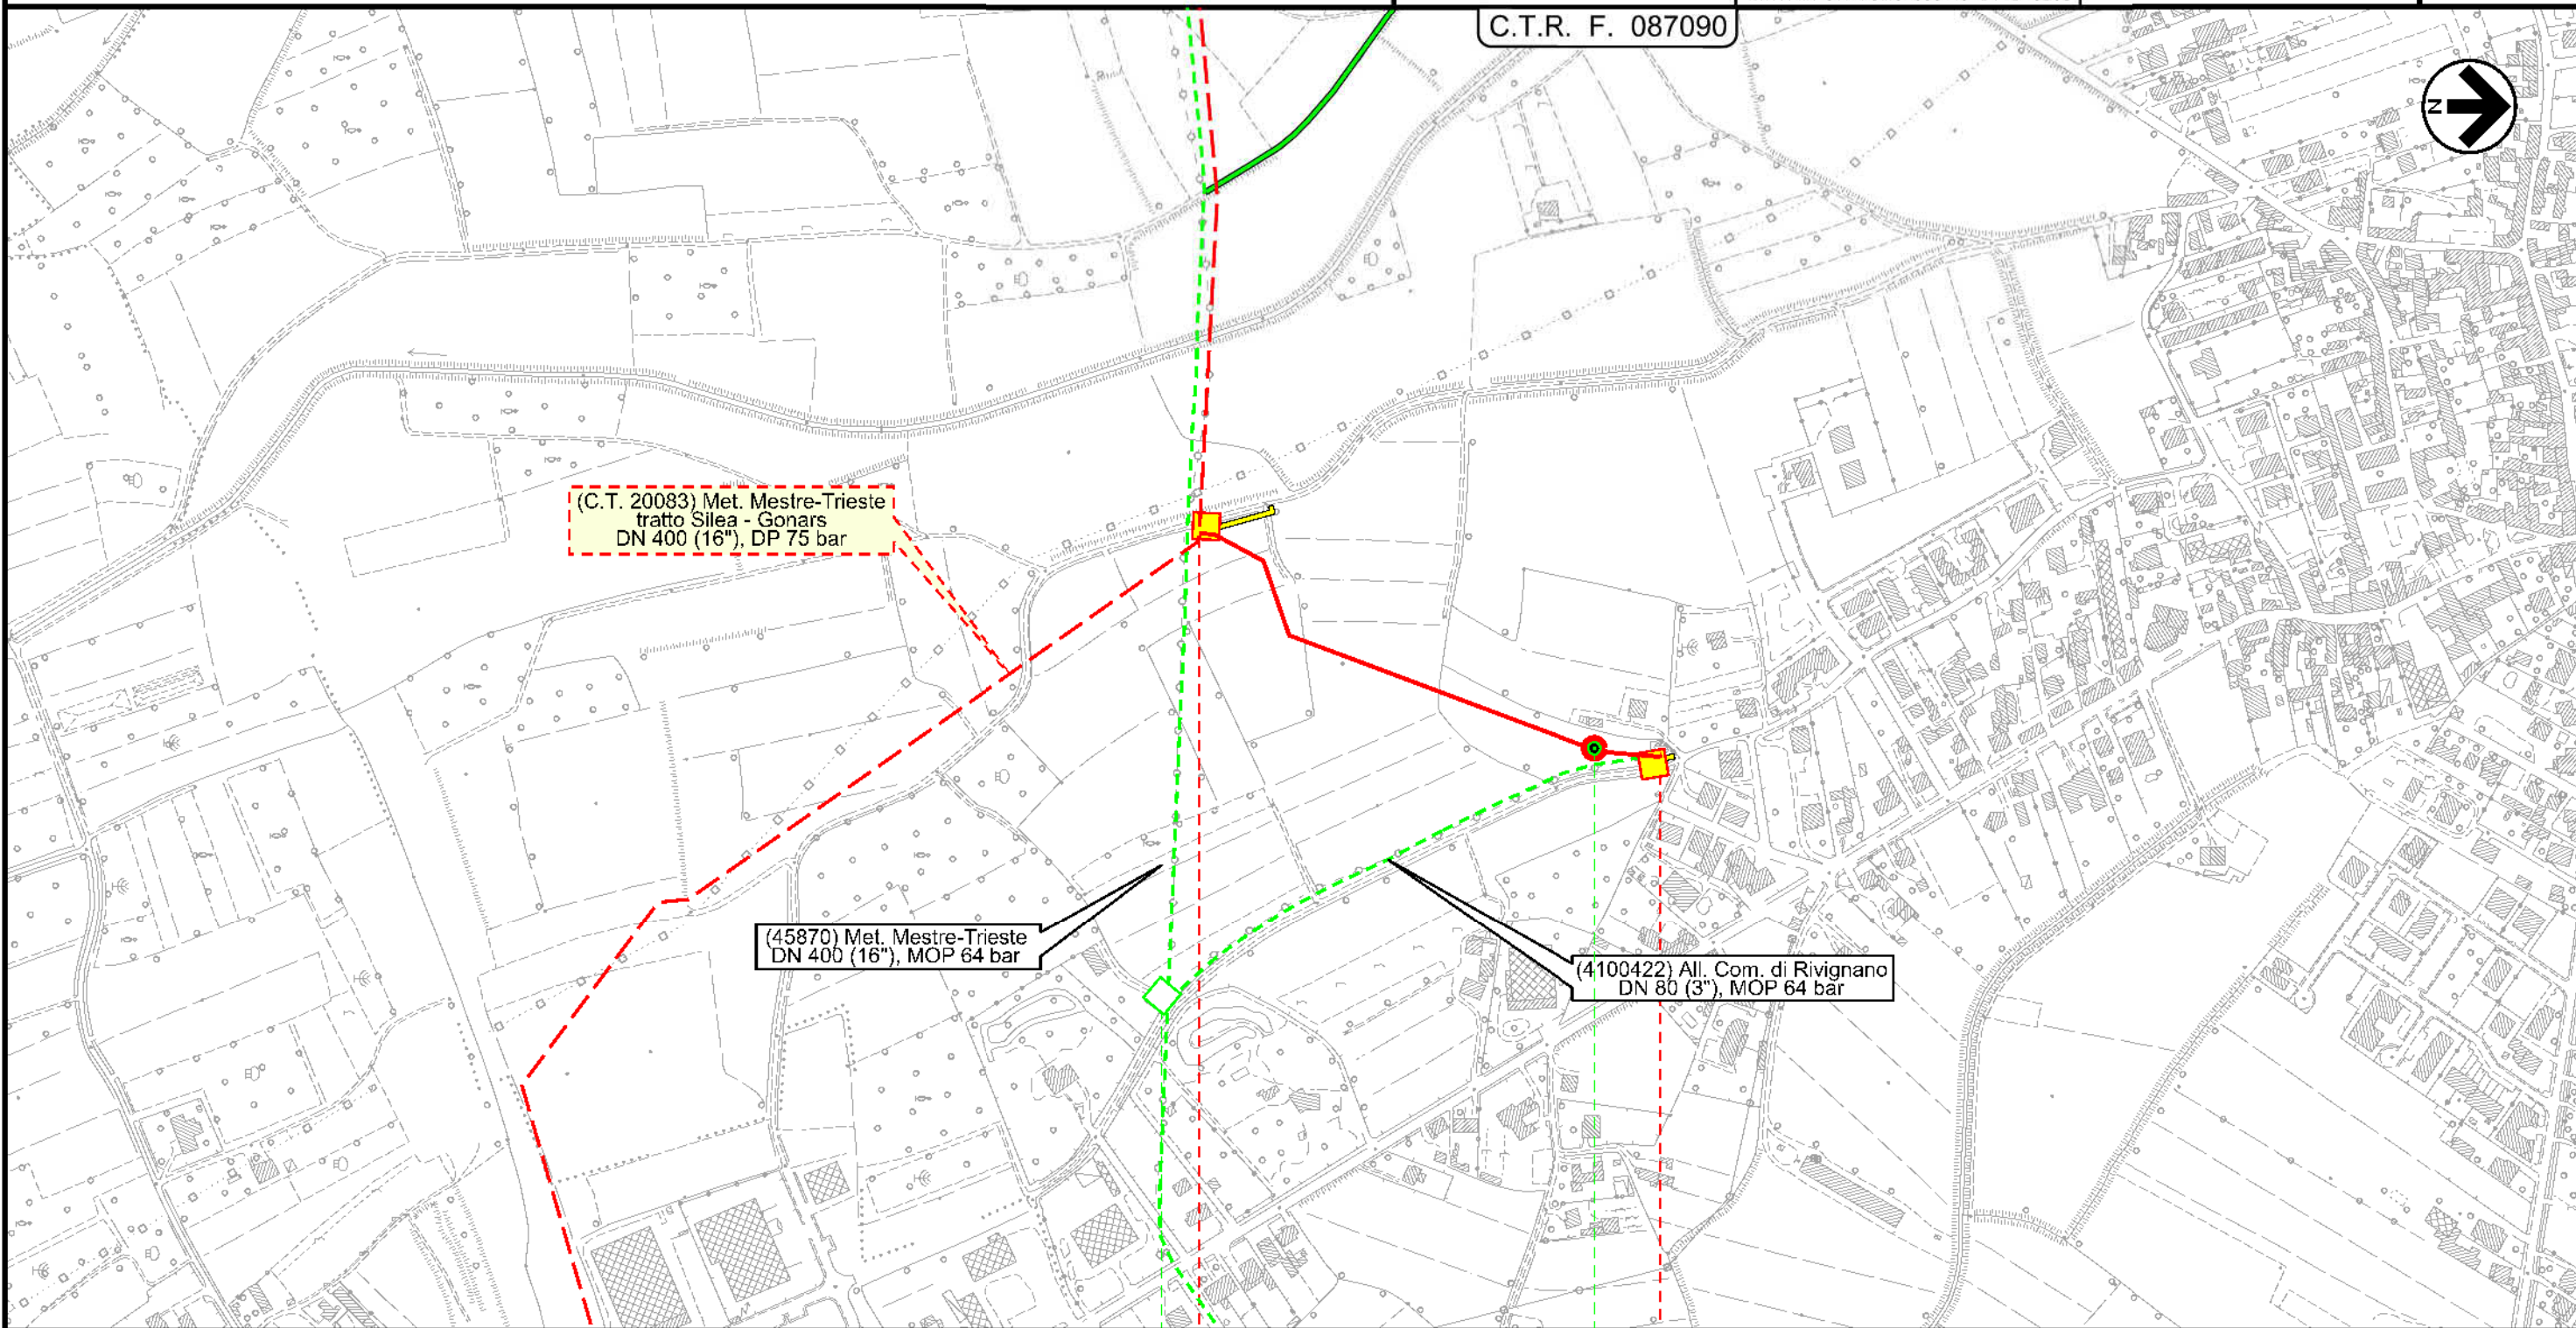 C.T.R. F. 087090
N
(C.T. 20083) Met. Mestre-Trieste
tratto Silea - Gonars
DN 400 (16"), DP 75 bar
(45870) Met. Mestre-Trieste
DN 400 (16"), MOP 64 bar
(4100422) All. Com. di Rivignano
DN 80 (3"), MOP 64 bar